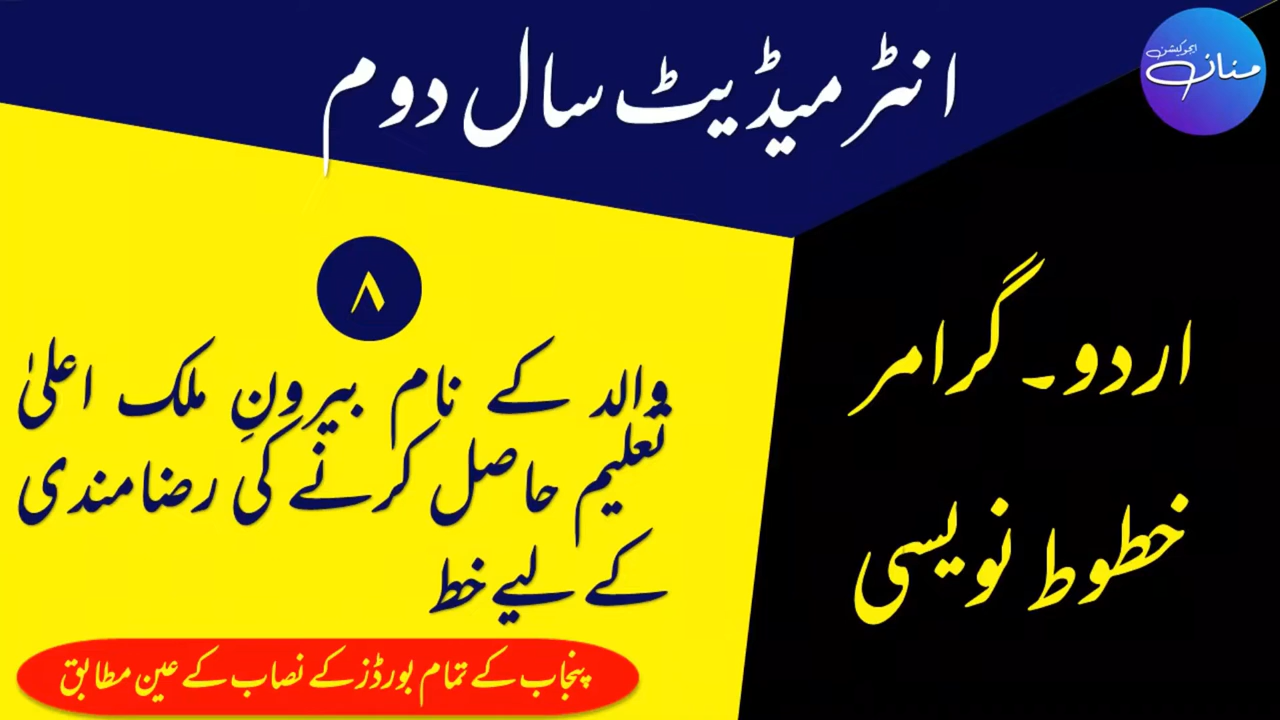 ایجوکیشن
منان
انٹرمیڈیٹ سال دوم
اردو۔گرامر
خطوط نویسی
۸
والد کے نام بیرونِ ملک اعلیٰ
تعلیم حاصل کرنے کی رضامندی
کے لیے خط
پنجاب کے تمام بورڈز کے نصاب کے عین مطابق